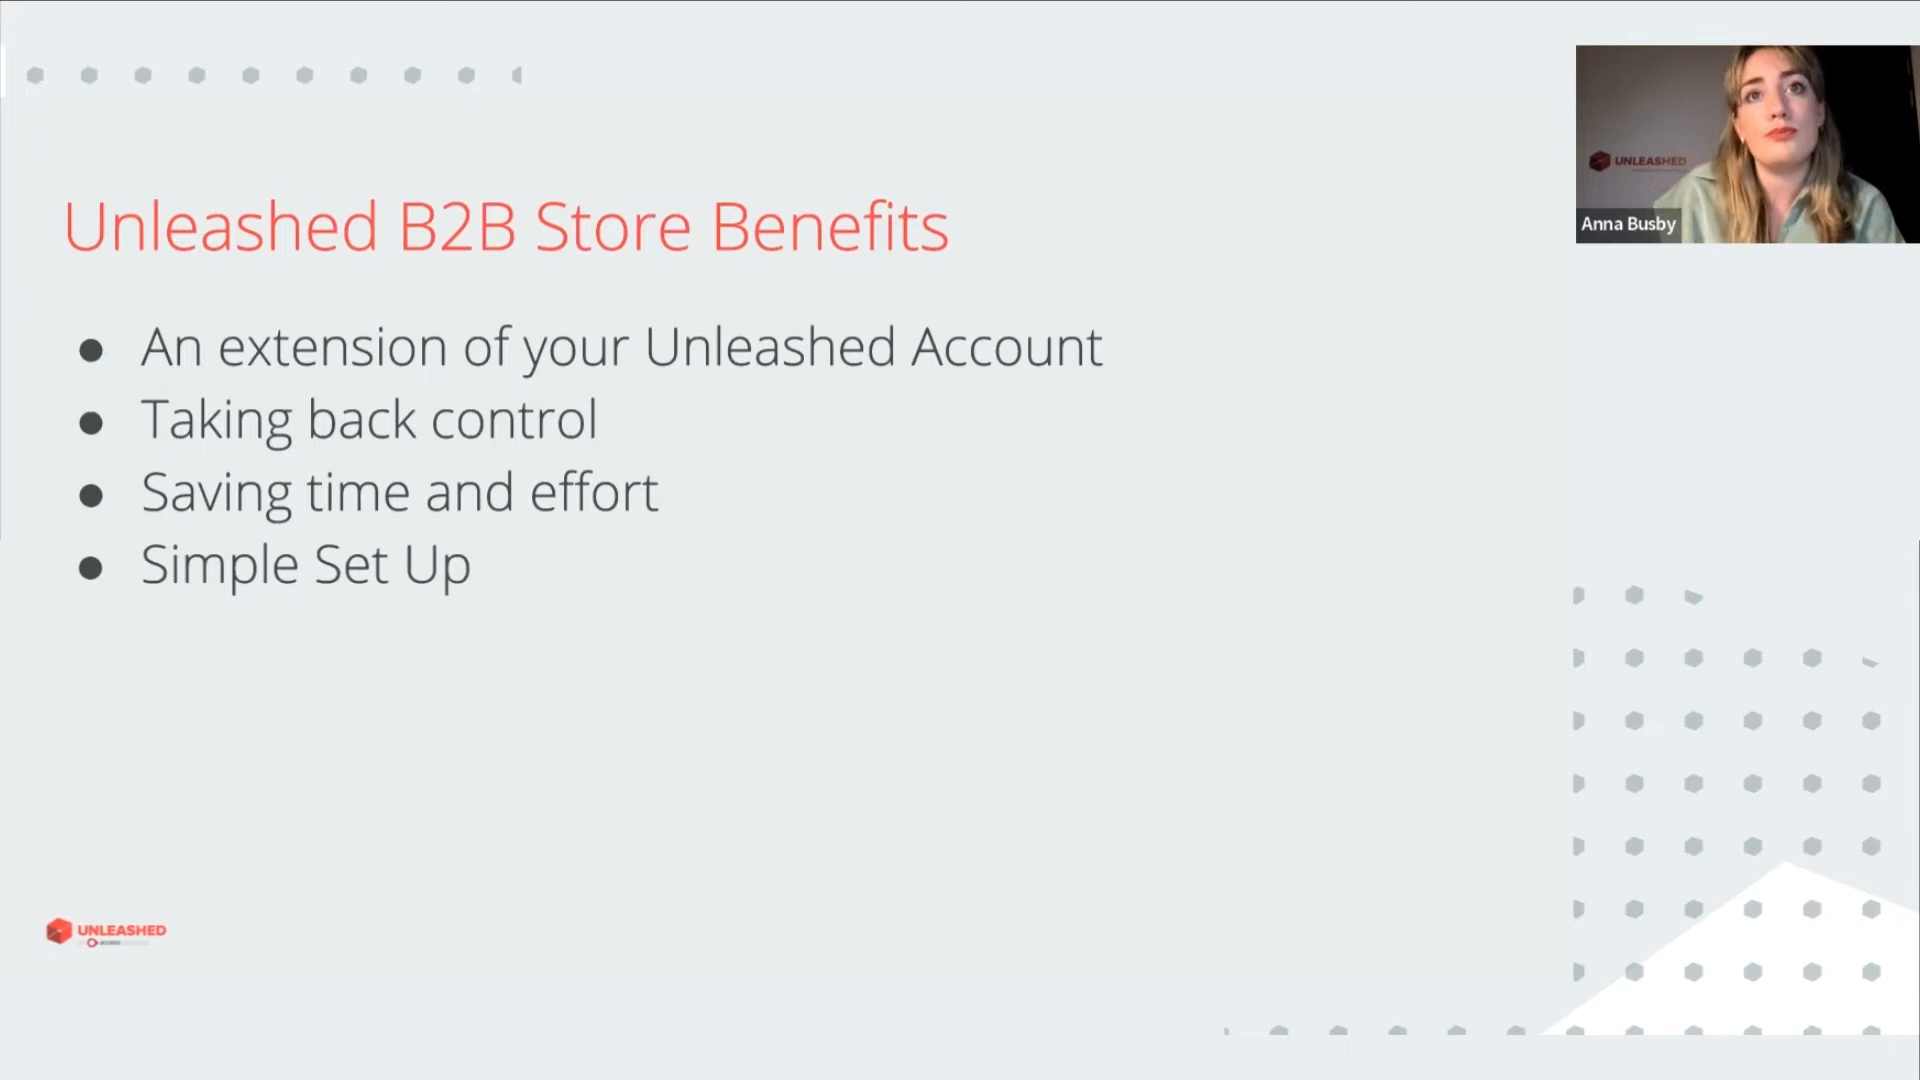 Unleashed B2B Store Benefits
● An extension of your Unleashed Account
● Taking back control
● Saving time and effort
● Simple Set Up
UNLEASHED
Anna Busby
UNLEASHED